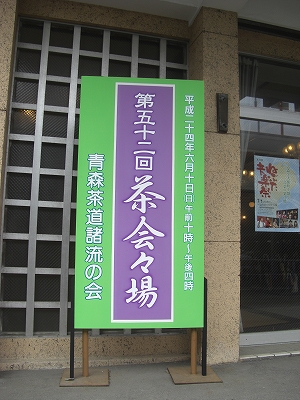 平成二十四年六月十日(日)午前十時～午後四時
第五十二回 茶会々場
青森茶道諸流の会